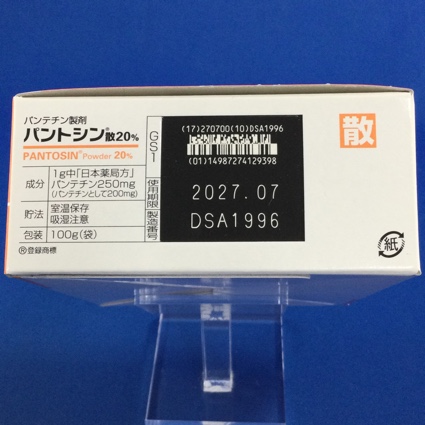 パンテチン製剤
パントシン®散20%
PANTOSIN® Powder 20%
成分 1g中「日本薬局方」
パンテチン250mg
(パンテチンとして200mg)
貯法 室温保存
吸湿注意
包装 100g(袋)
®登録商標
GS1
(17)270700(10)DSA1996
(01)14987274129398
使用期限 2027.07
製造番号 DSA1996
散
紙